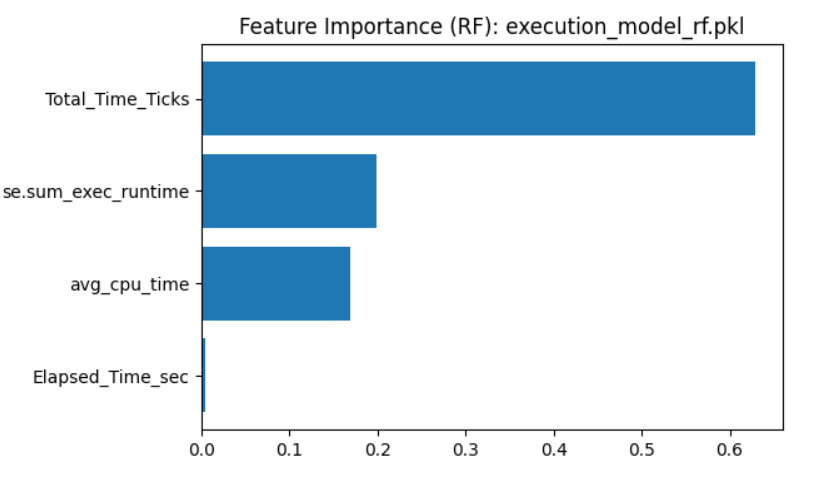 Feature Importance (RF): execution_model_rf.pkl
Total_Time_Ticks
se.sum_exec_runtime
avg_cpu_time
Elapsed_Time_sec
0.0 0.1 0.2 0.3 0.4 0.5 0.6